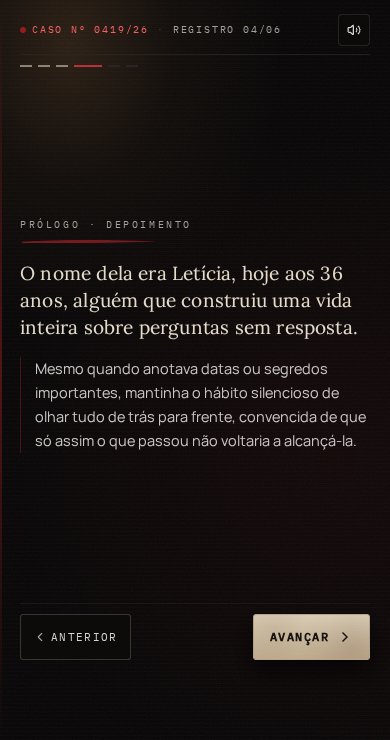 CASO Nº 0419/26 · REGISTRO 04/06
PRÓLOGO · DEPOIMENTO
O nome dela era Letícia, hoje aos 36
anos, alguém que construiu uma vida
inteira sobre perguntas sem resposta.
Mesmo quando anotava datas ou segredos
importantes, mantinha o hábito silencioso de
olhar tudo de trás para frente, convencida de que
só assim o que passou não voltaria a alcançá-la.
ANTERIOR
AVANÇAR